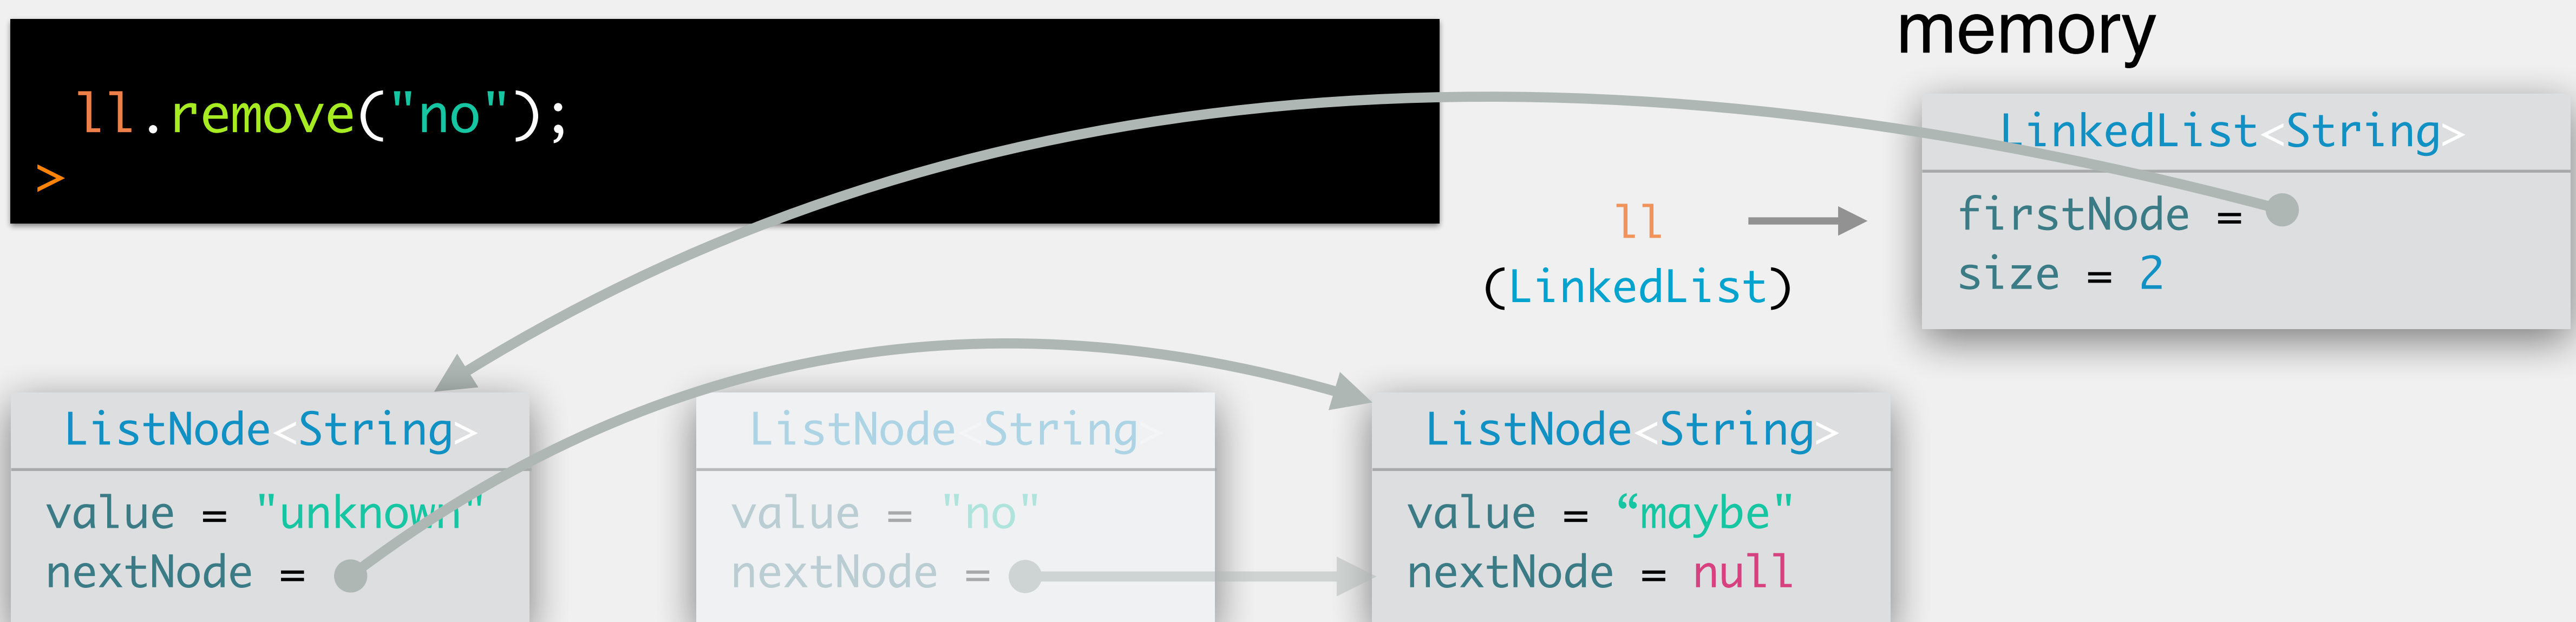 memory
ll.remove("no");
>
LinkedList<String>
firstNode =
size = 2
ll
(LinkedList)
ListNode<String>
value = "unknown"
nextNode =
ListNode<String>
value = "no"
nextNode =
ListNode<String>
value = “maybe"
nextNode = null